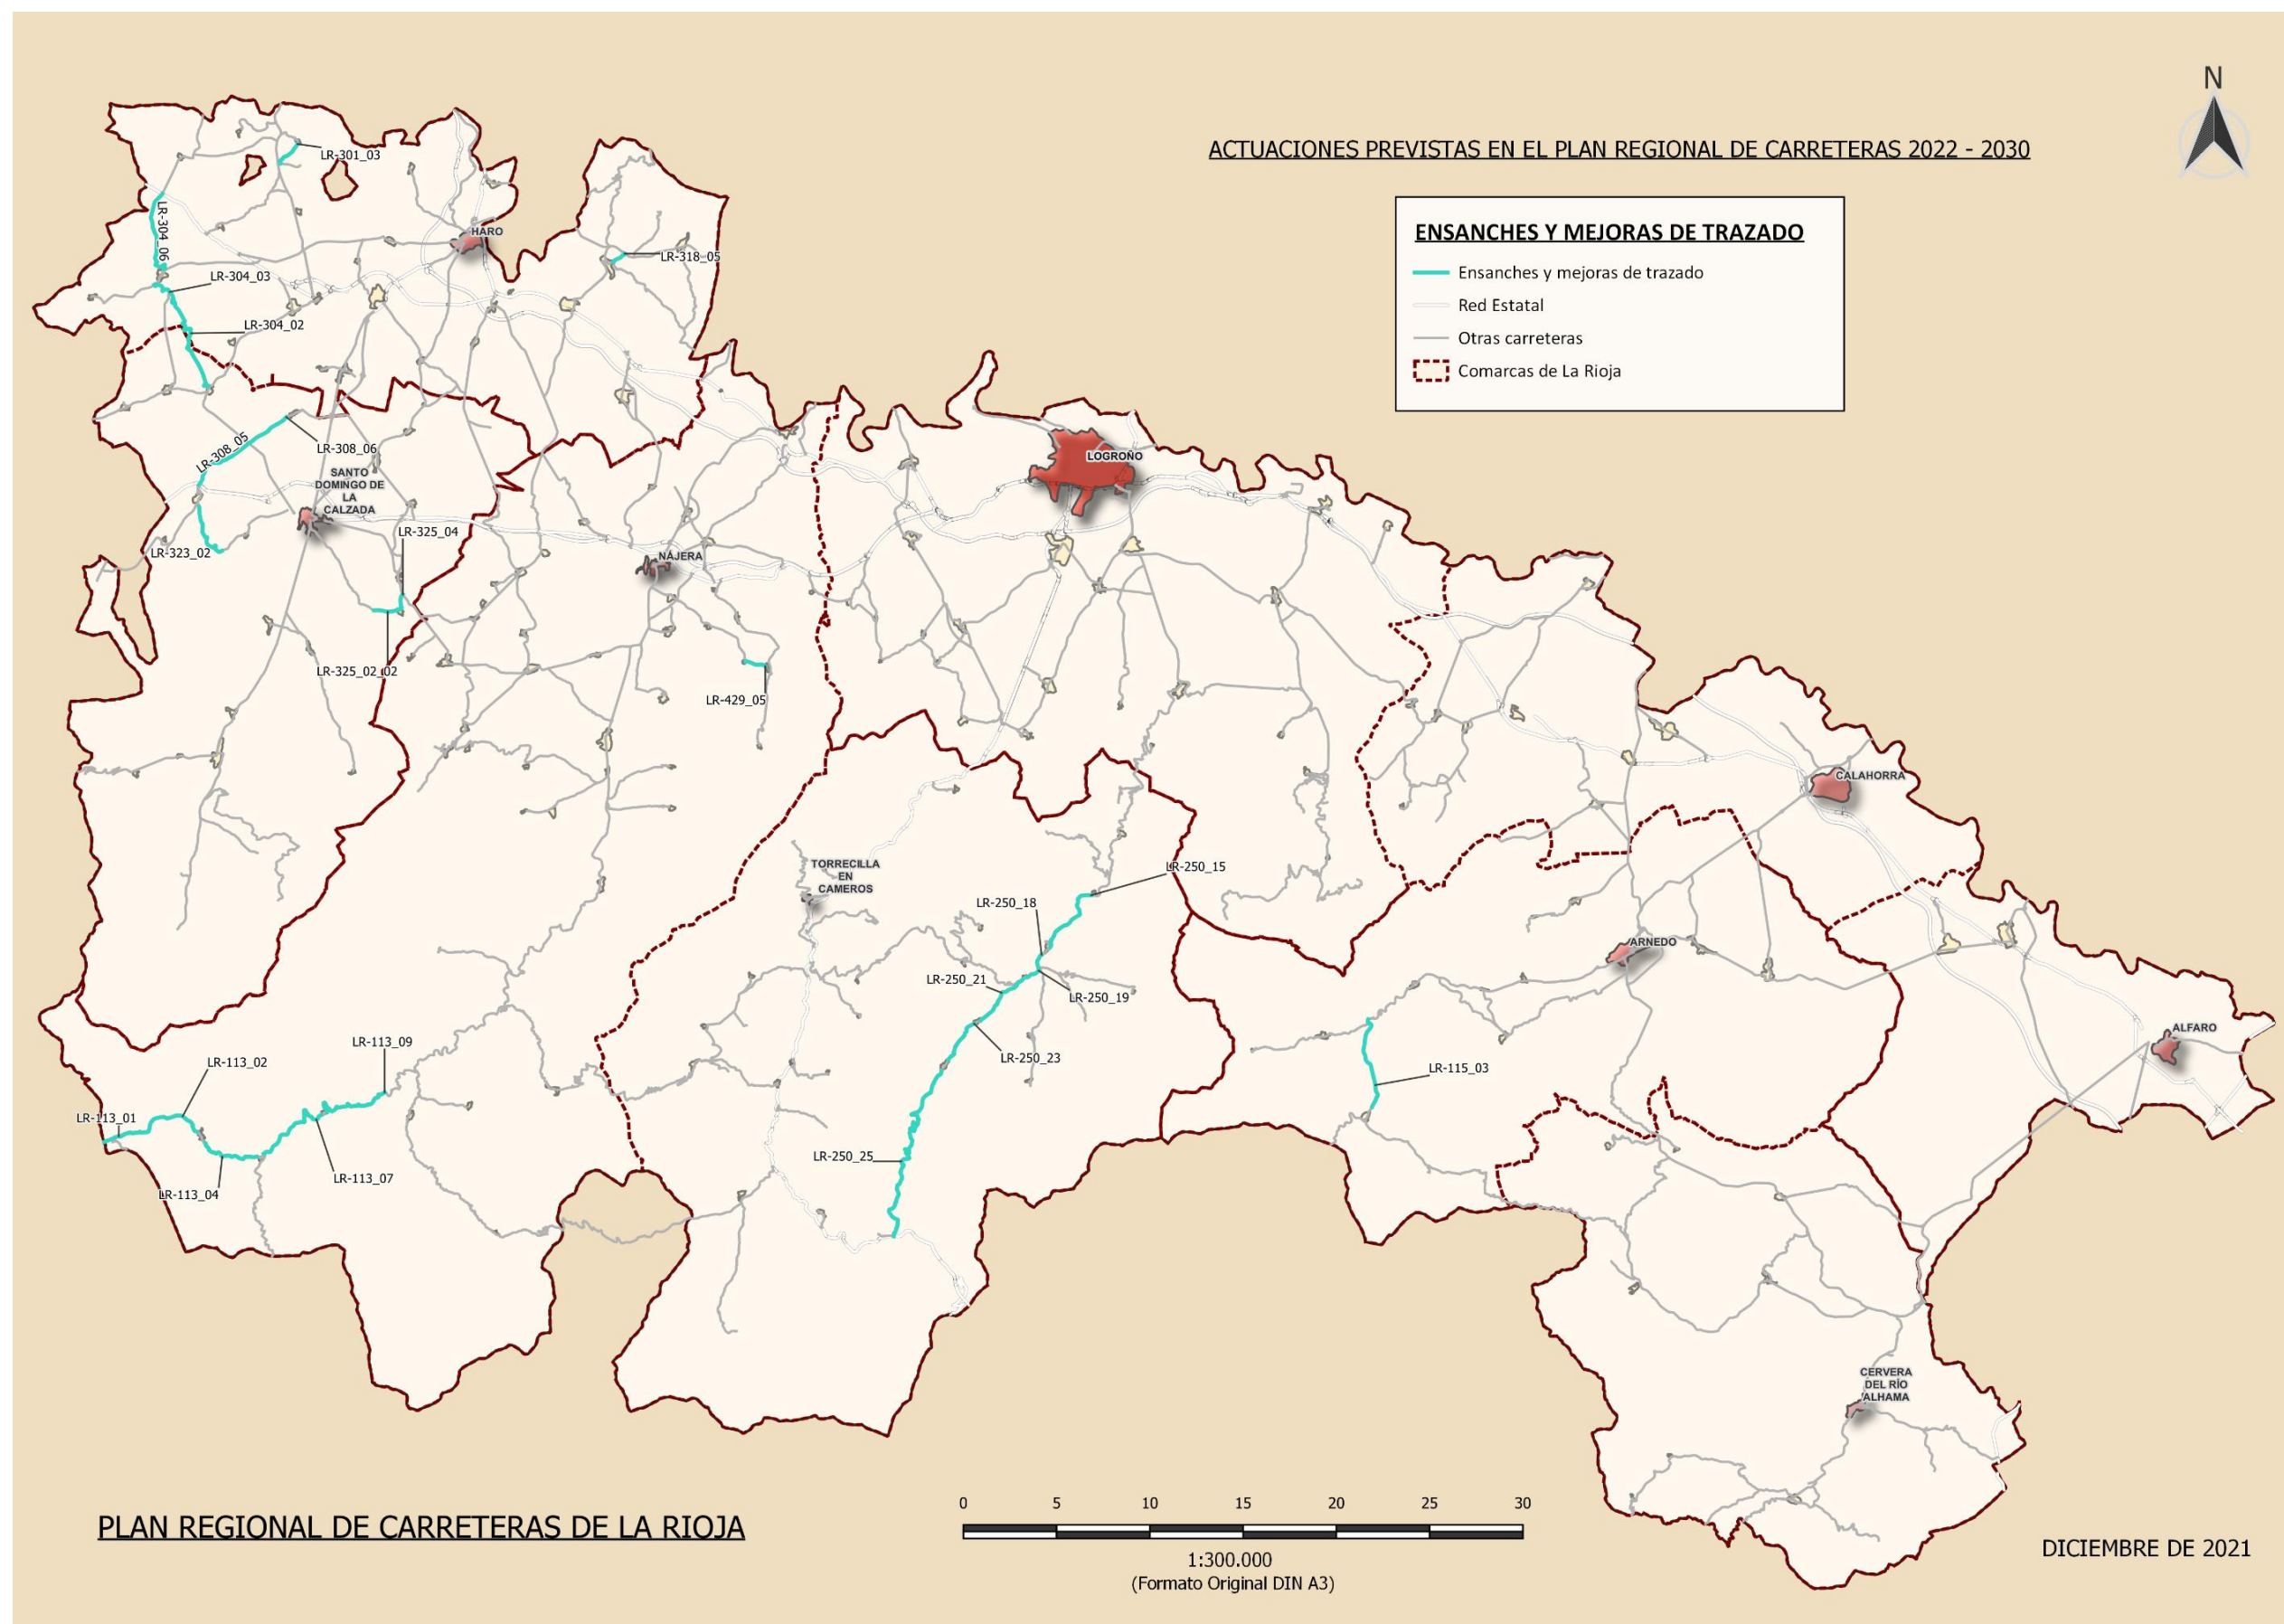 N
ACTUACIONES PREVISTAS EN EL PLAN REGIONAL DE CARRETERAS 2022 - 2030
ENSANCHES Y MEJORAS DE TRAZADO
Ensanches y mejoras de trazado
Red Estatal
Otras carreteras
Comarcas de La Rioja
LR-301_03
LR-304_06
HARO
LR-318_05
LR-304_03
LR-304_02
LR-308_05
LR-308_06
SANTO
DOMINGO DE
LA
CALZADA
LOGROÑO
LR-325_04
LR-323_02
NÁJERA
LR-325_02_02
LR-429_05
CALAHORRA
TORRECILLA
EN
CAMEROS
LR-250_15
LR-250_18
ARNEDO
LR-250_21
LR-250_19
ALFARO
LR-113_09
LR-250_23
LR-113_02
LR-115_03
LR-113_01
LR-250_25
LR-113_07
LR-113_04
CERVERA
DEL RÍO
ALHAMA
0 5 10 15 20 25 30
1:300.000
(Formato Original DIN A3)
PLAN REGIONAL DE CARRETERAS DE LA RIOJA
DICIEMBRE DE 2021